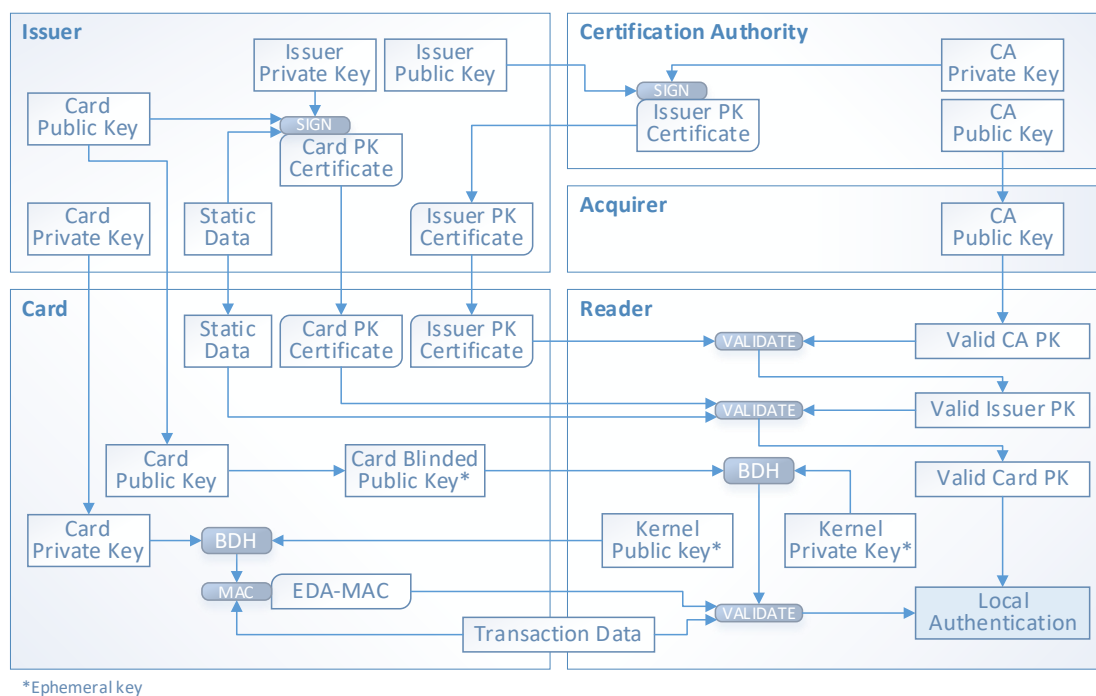 Issuer
Issuer
Private Key
Issuer
Public Key
Card
Public Key
SIGN
Card PK
Certificate
Card
Private Key
Static
Data
Issuer PK
Certificate
Certification Authority
CA
Private Key
SIGN
Issuer PK
Certificate
CA
Public Key
Acquirer
CA
Public Key
Card
Static
Data
Card PK
Certificate
Issuer PK
Certificate
Card
Public Key
Card Blinded
Public Key*
Card
Private Key
BDH
MAC
EDA-MAC
Transaction Data
Reader
VALIDATE
Valid CA PK
VALIDATE
Valid Issuer PK
BDH
Valid Card PK
Kernel
Public key*
Kernel
Private Key*
VALIDATE
Local
Authentication
*Ephemeral key